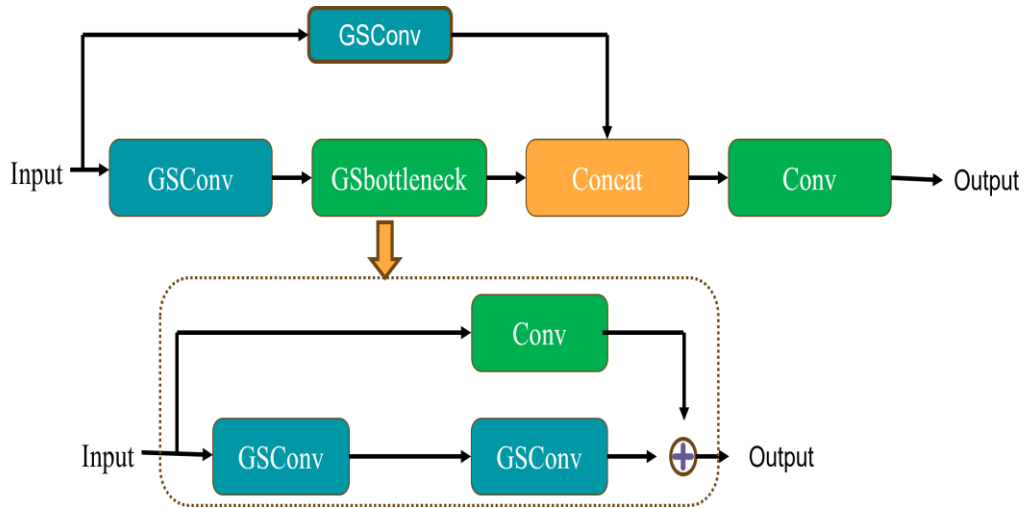 GSConv
Input
GSConv
GSbottleneck
Concat
Conv
Output
Conv
Input
GSConv
GSConv
Output